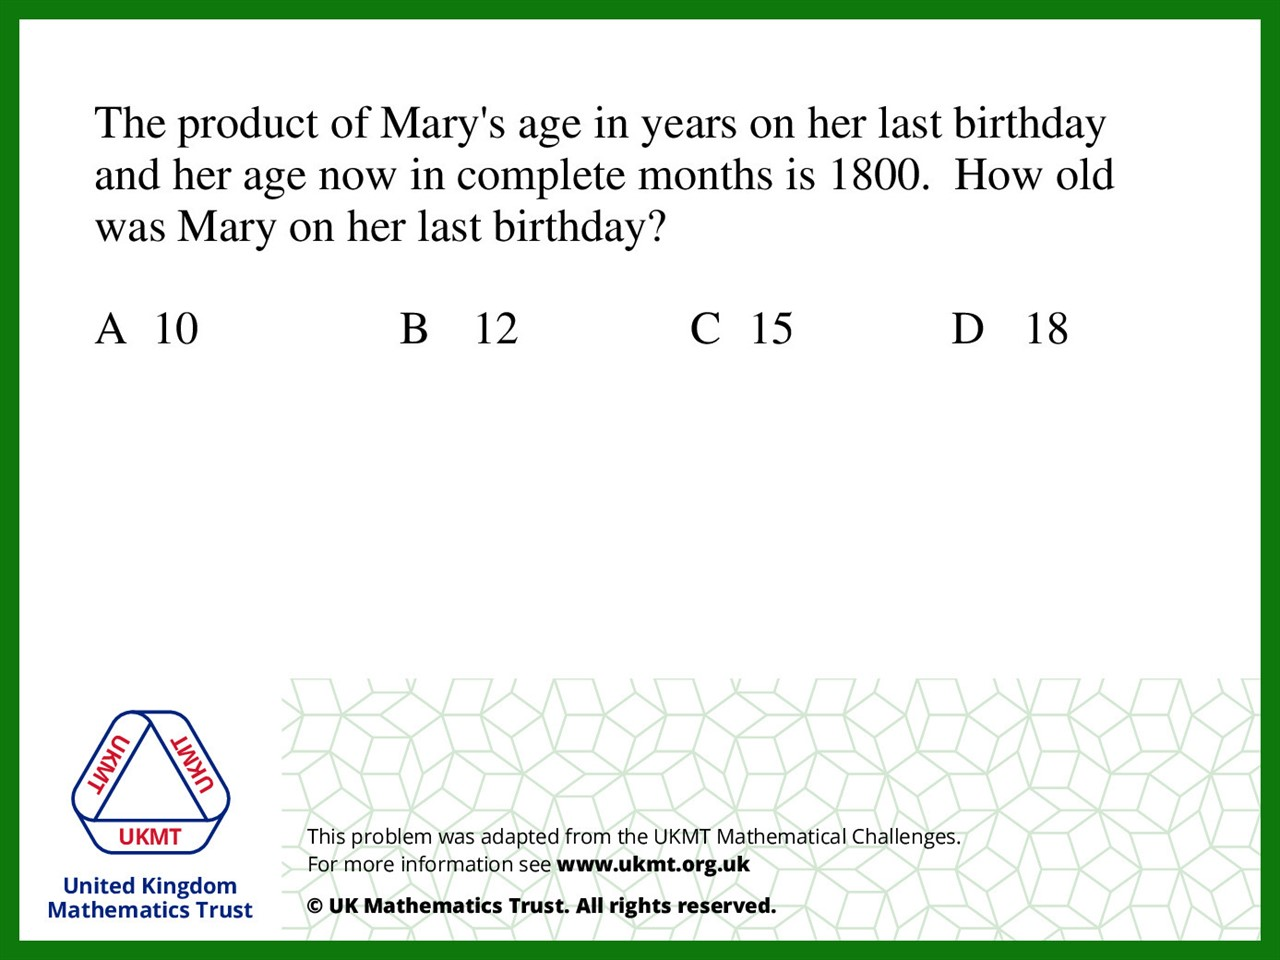 The product of Mary's age in years on her last birthday
and her age now in complete months is 1800.  How old
was Mary on her last birthday?
A 10 B 12 C 15 D 18
UKMT UKMT
UKMT
United Kingdom
Mathematics Trust
This problem was adapted from the UKMT Mathematical Challenges.
For more information see www.ukmt.org.uk
© UK Mathematics Trust. All rights reserved.